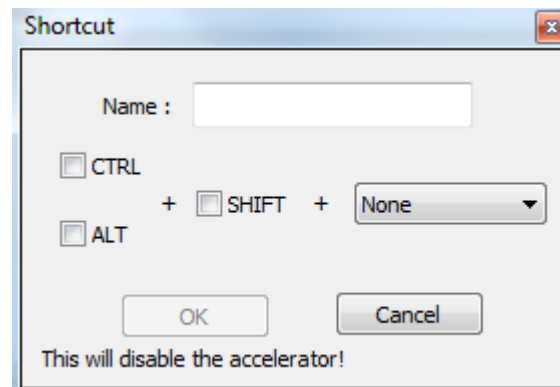 Shortcut
Name :
CTRL
+ SHIFT + None
ALT
OK Cancel
This will disable the accelerator!